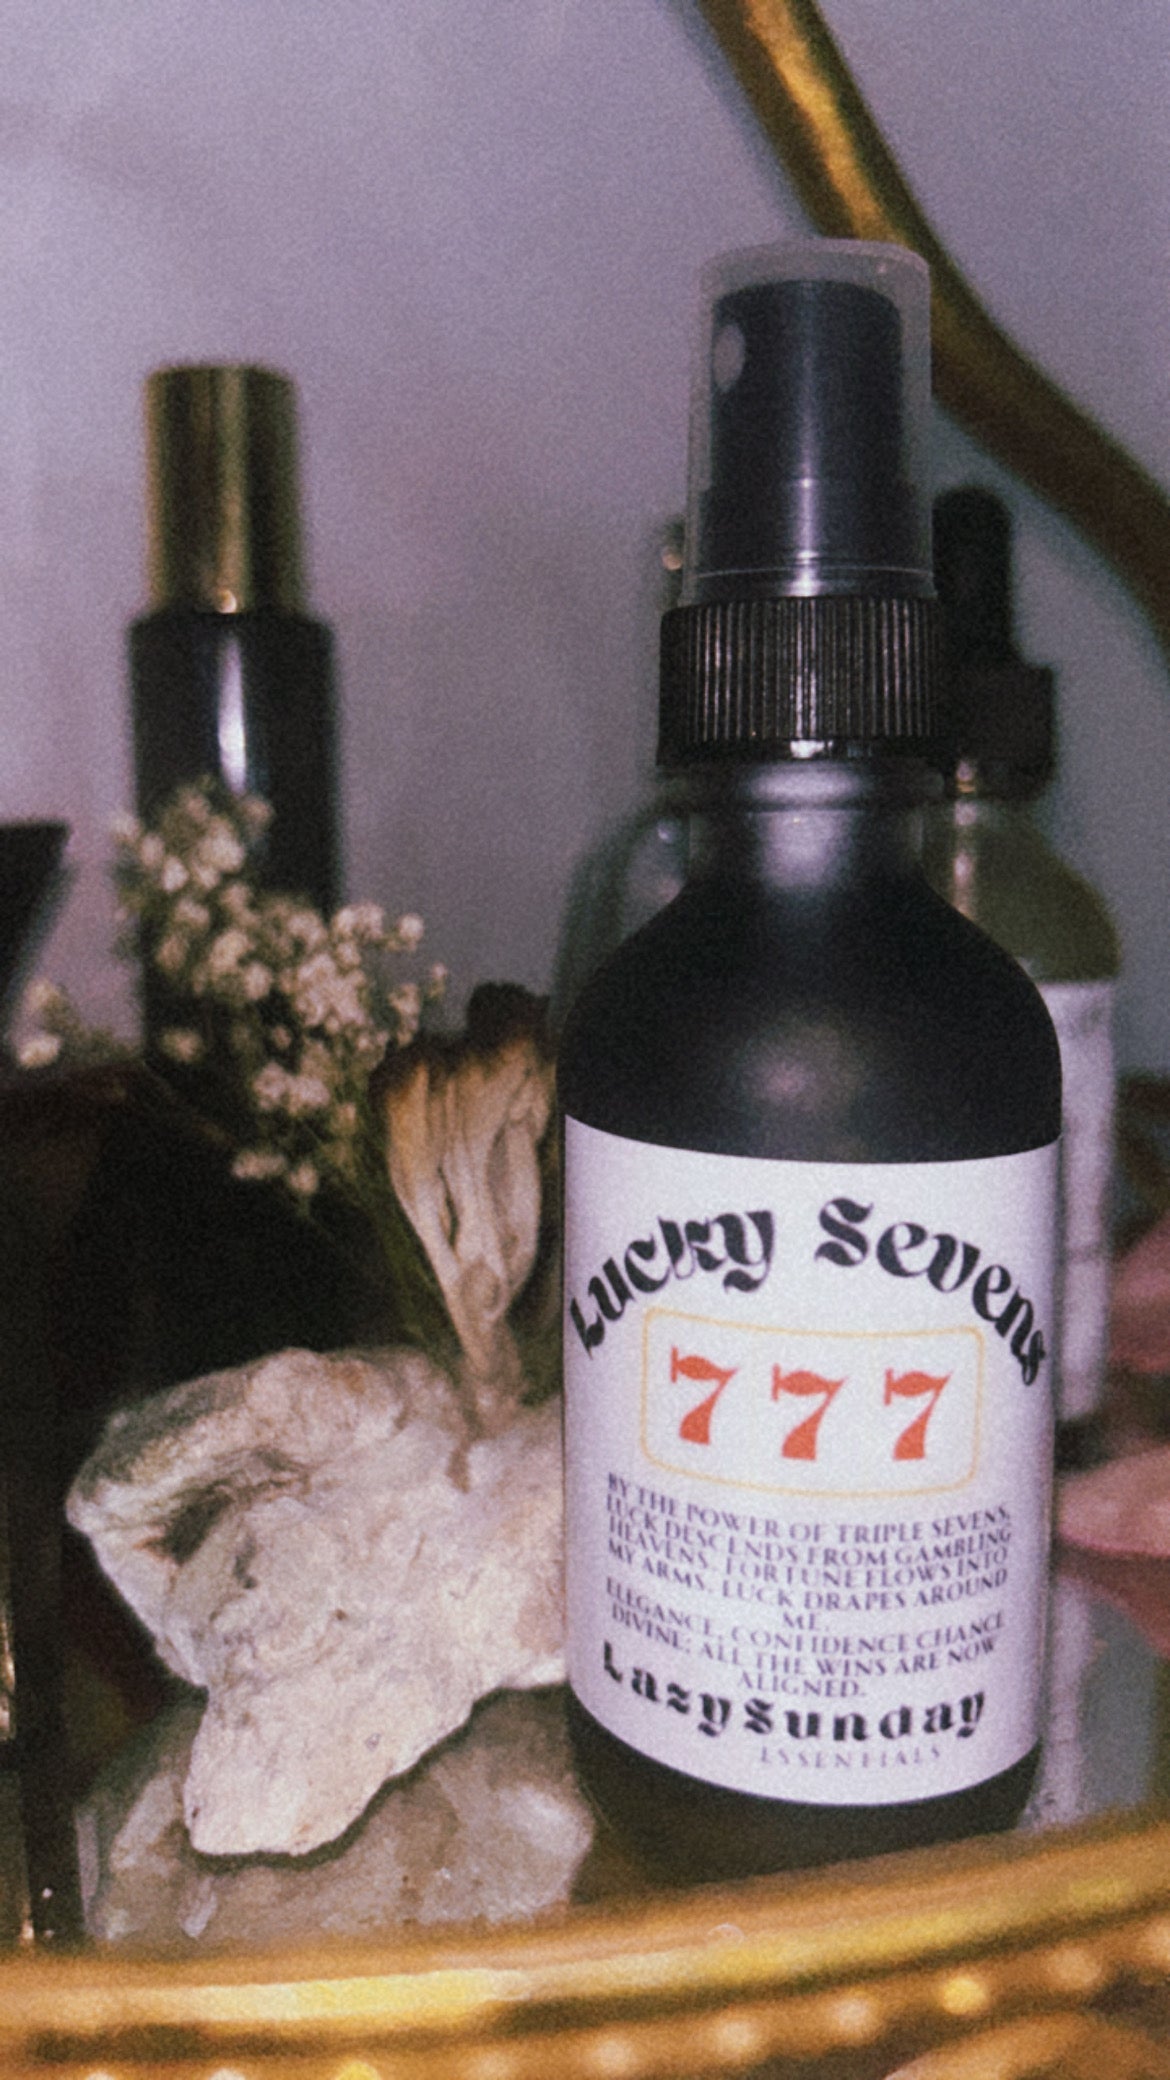 Lucky Sevens
777
BY THE POWER OF TRIPLE SEVENS,
LUCK DESCENDS FROM GAMBLING
HEAVENS. FORTUNE FLOWS INTO
MY ARMS, LUCK DRAPES AROUND
ME.
ELEGANCE, CONFIDENCE CHANCE
DIVINE; ALL THE WINS ARE NOW
ALIGNED.
LazySunday
ESSENTIALS